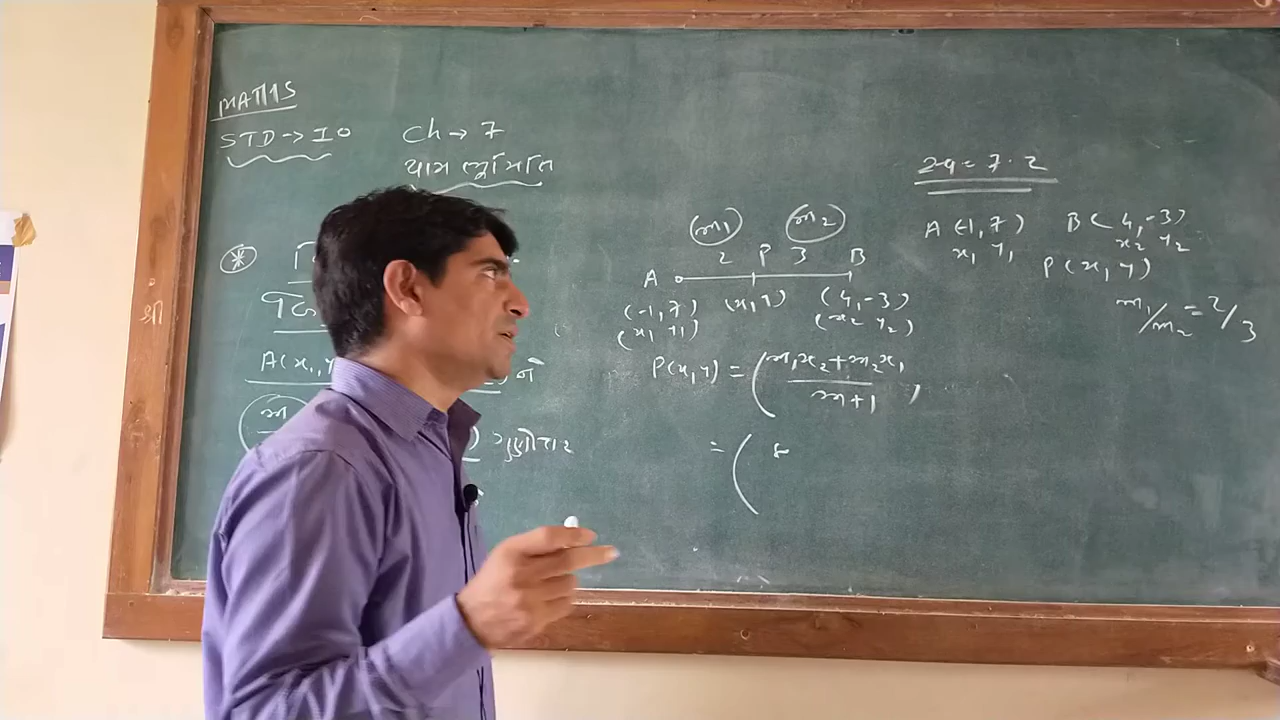 MATHS
STD → 10
Ch → 7
યામ ભૂમિતિ
શ્રી
A(x₁, y
) ને
m
ગુણોત્તર
m₁ m₂
2 P 3 B
A
(-1, 7) (x, y) (4, -3)
(x₁ y₁) (x₂ y₂)
P(x, y) = ( m₁x₂ + m₂x₁ / m + 1 ,
= ( 8
સ્વા = 7.2
A (-1, 7) B ( 4, -3)
x₁ y₁ x₂ y₂
P (x, y)
m₁/m₂ = 2/3